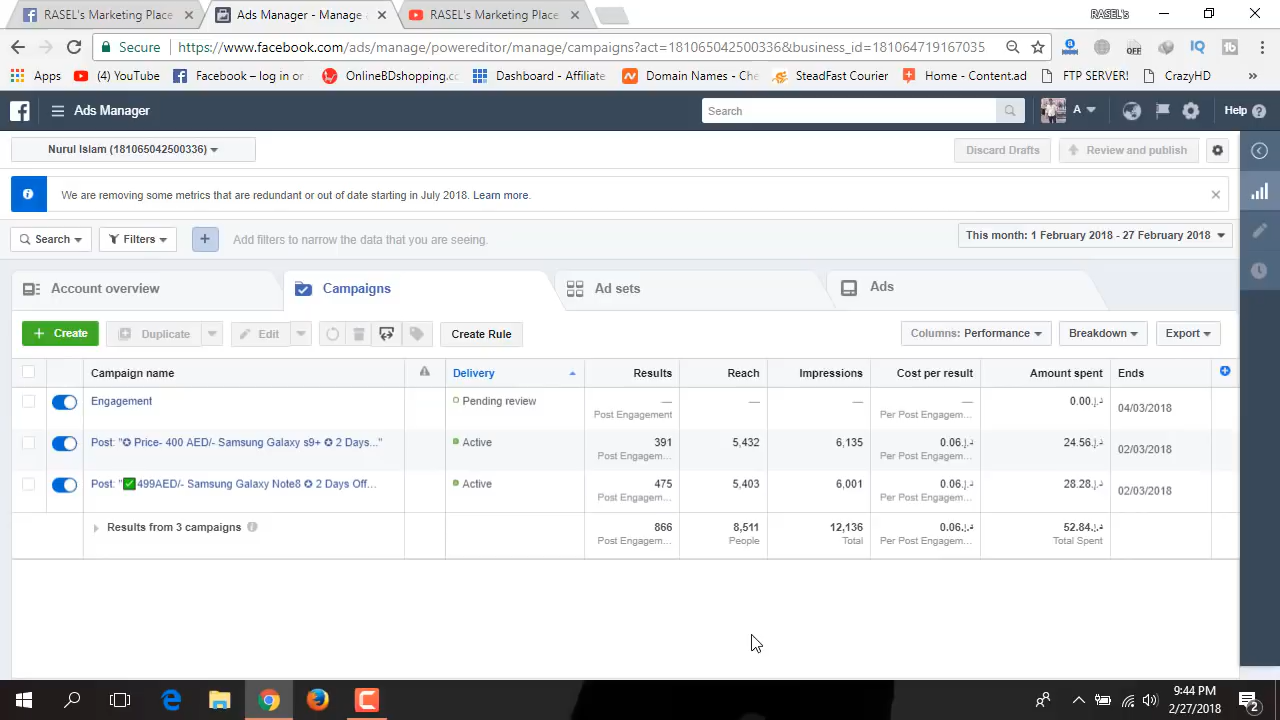 RASEL's Marketing Place
Ads Manager - Manage
RASEL's Marketing Place
RASEL's
Secure
https://www.facebook.com/ads/manage/powereditor/manage/campaigns?act=181065042500336&business_id=181064719167035
Apps
(4) YouTube
Facebook – log in or
OnlineBDshopping.co
Dashboard - Affiliate
Domain Names - Che
SteadFast Courier
Home - Content.ad
FTP SERVER!
CrazyHD
»
Ads Manager
Search
A
Help
Nurul Islam (181065042500336)
Discard Drafts
Review and publish
We are removing some metrics that are redundant or out of date starting in July 2018. Learn more.
Search
Filters
+
Add filters to narrow the data that you are seeing.
This month: 1 February 2018 - 27 February 2018
Account overview
Campaigns
Ad sets
Ads
+ Create
Duplicate
Edit
Create Rule
Columns: Performance
Breakdown
Export
Campaign name
Delivery
Results
Reach
Impressions
Cost per result
Amount spent
Ends
Engagement
Pending review
—
Post Engagement
—
—
—
Per Post Engagem...
0.00د.إ.
04/03/2018
Post: "✪ Price- 400 AED/- Samsung Galaxy s9+ ✪ 2 Days..."
Active
391
Post Engagem...
5,432
6,135
0.06د.إ.
Per Post Engagem...
24.56د.إ.
02/03/2018
Post: "✅499AED/- Samsung Galaxy Note8 ✪ 2 Days Off...
Active
475
Post Engagem...
5,403
6,001
0.06د.إ.
Per Post Engagem...
28.28د.إ.
02/03/2018
Results from 3 campaigns
866
Post Engagem...
8,511
People
12,136
Total
0.06د.إ.
Per Post Engagem...
52.84د.إ.
Total Spent
9:44 PM
2/27/2018
2